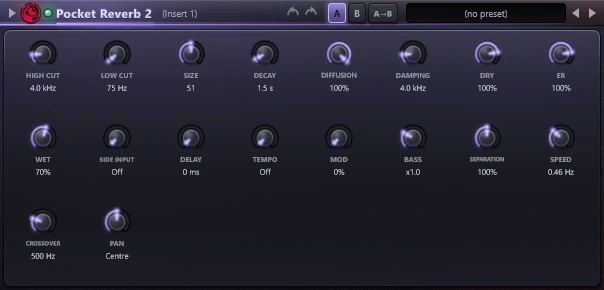 Pocket Reverb 2 (Insert 1) A B A→B (no preset)
HIGH CUT LOW CUT SIZE DECAY DIFFUSION DAMPING DRY ER
4.0 kHz 75 Hz 51 1.5 s 100% 4.0 kHz 100% 100%
WET SIDE INPUT DELAY TEMPO MOD BASS SEPARATION SPEED
70% Off 0 ms Off 0% x1.0 100% 0.46 Hz
CROSSOVER PAN
500 Hz Centre